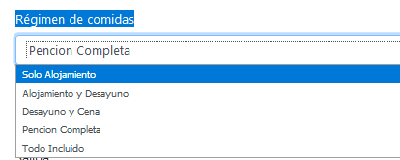 Régimen de comidas
Pencion Completa
Solo Alojamiento
Alojamiento y Desayuno
Desayuno y Cena
Pencion Completa
Todo Incluido